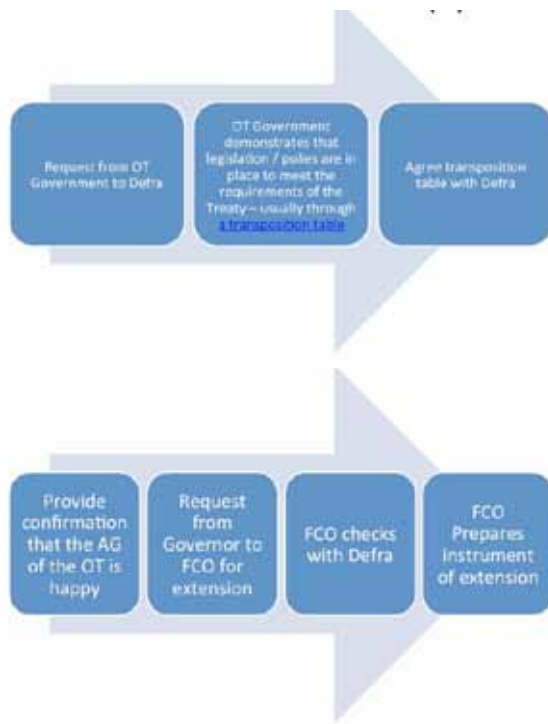 Request from OT
Government to Defra
OT Government
demonstrates that
legislation / polies are in
place to meet the
requirements of the
Treaty – usually through
a transposition table
Agree transposition
table with Defra
Provide
confirmation
that the AG
of the OT is
happy
Request
from
Governor to
FCO for
extension
FCO checks
with Defra
FCO
Prepares
instrument
of extension